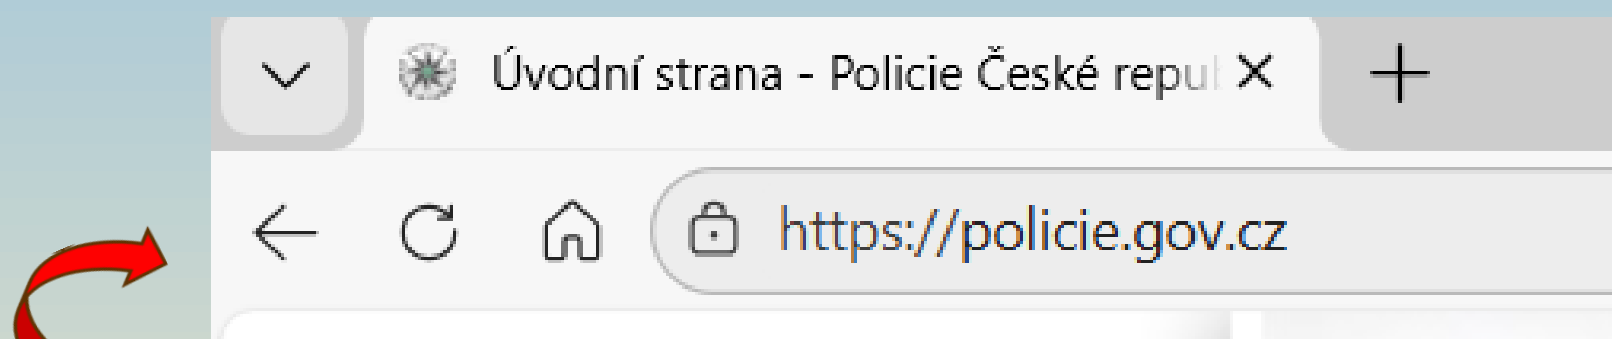 Úvodní strana - Policie České repu
https://policie.gov.cz